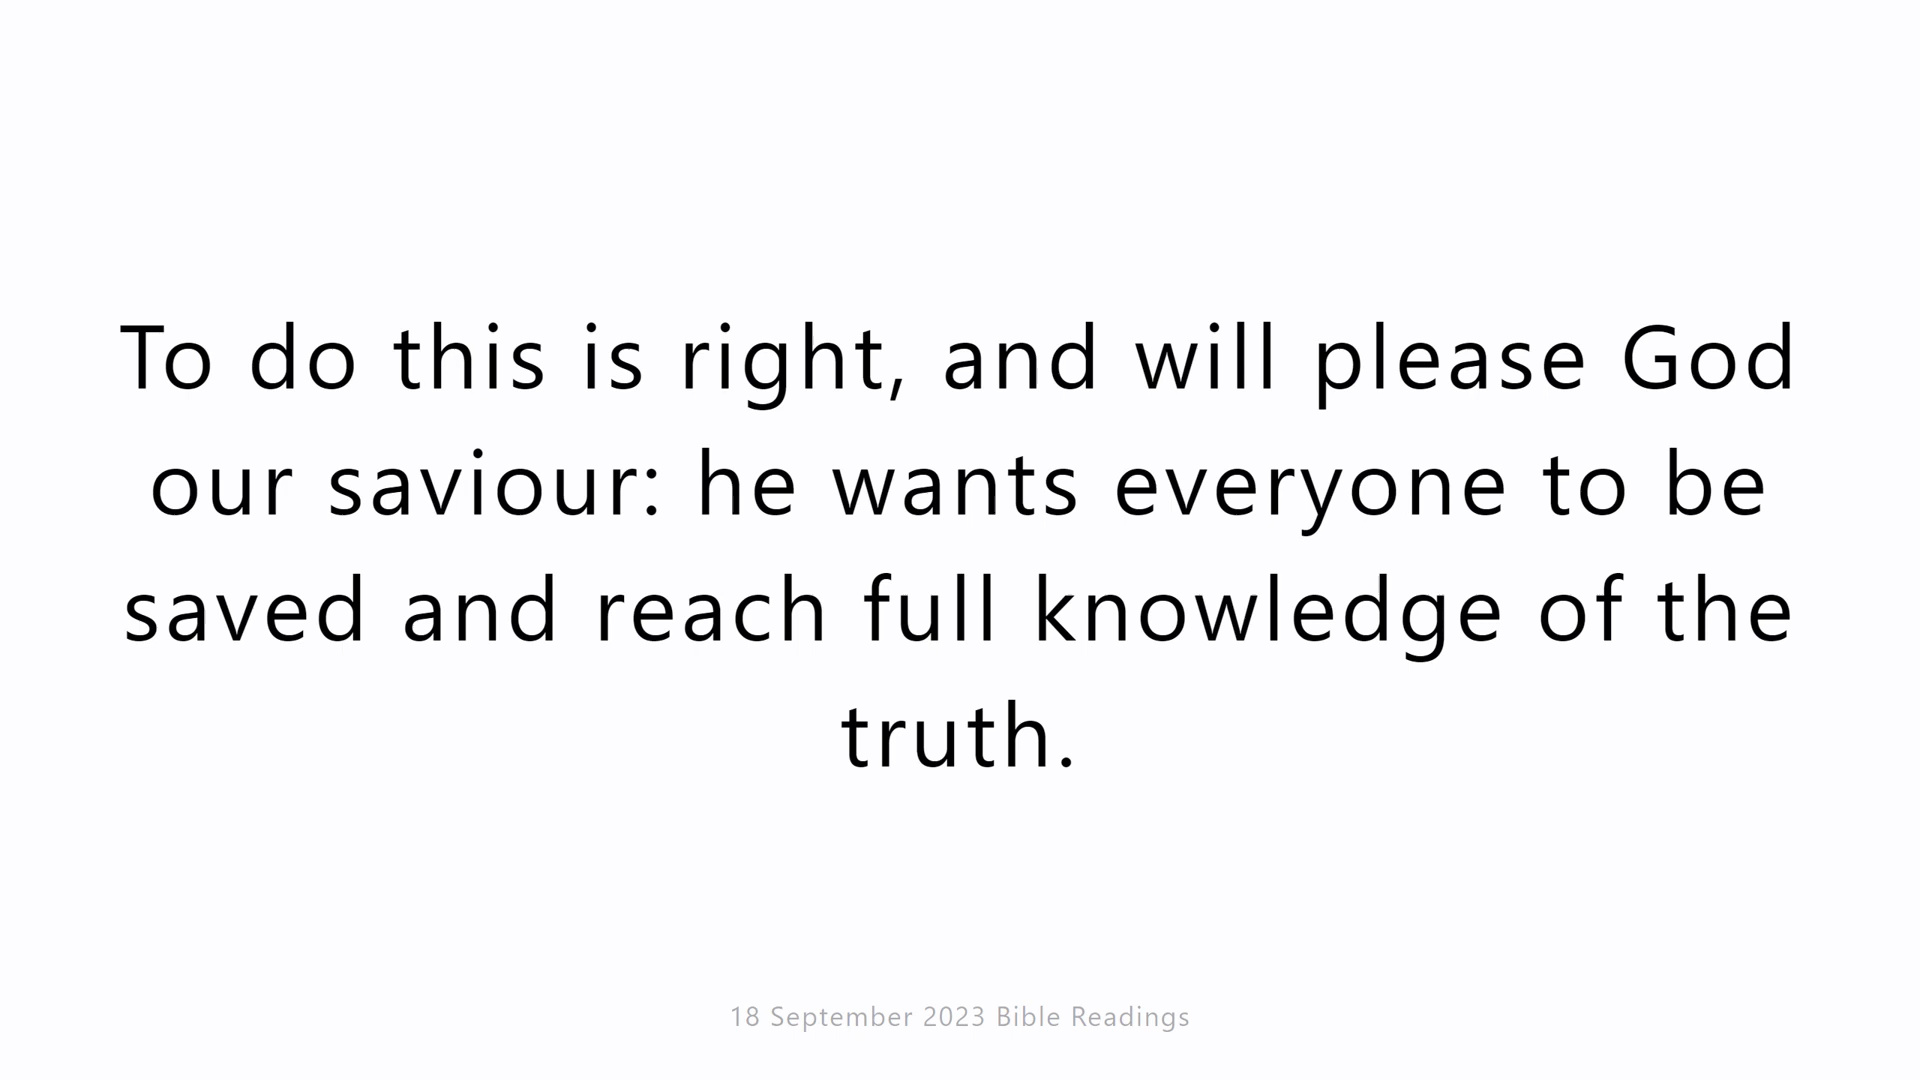 To do this is right, and will please God
our saviour: he wants everyone to be
saved and reach full knowledge of the
truth.
18 September 2023 Bible Readings